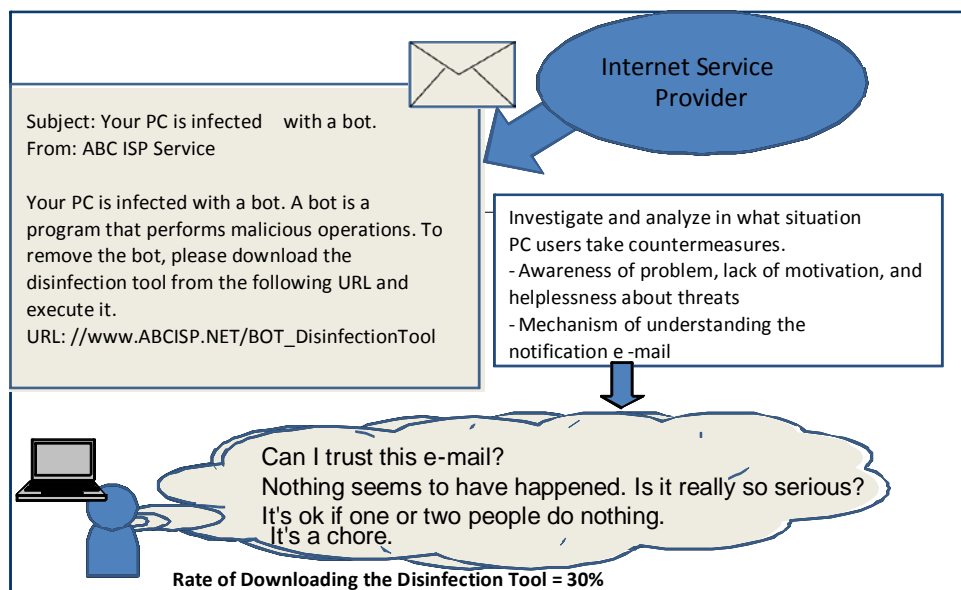 Internet Service
Provider
Subject: Your PC is infected with a bot.
From: ABC ISP Service
Your PC is infected with a bot. A bot is a
program that performs malicious operations. To
remove the bot, please download the
disinfection tool from the following URL and
execute it.
URL: //www.ABCISP.NET/BOT_DisinfectionTool
Investigate and analyze in what situation
PC users take countermeasures.
- Awareness of problem, lack of motivation, and
helplessness about threats
- Mechanism of understanding the
notification e -mail
Can I trust this e-mail?
Nothing seems to have happened. Is it really so serious?
It's ok if one or two people do nothing.
It's a chore.
Rate of Downloading the Disinfection Tool = 30%